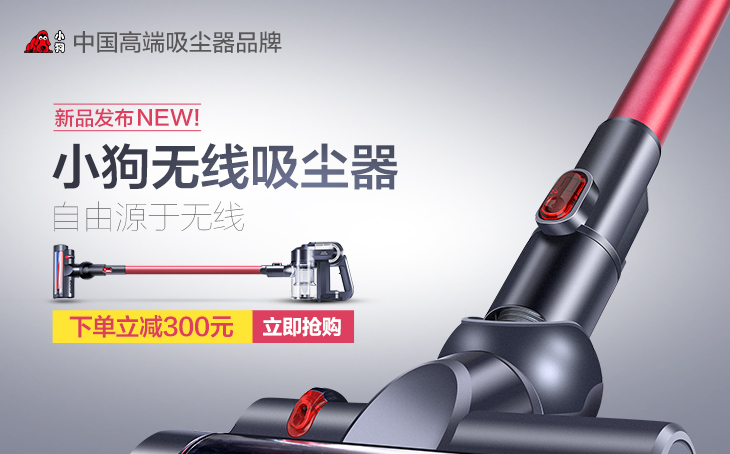 小狗
中国高端吸尘器品牌
新品发布NEW!
小狗无线吸尘器
自由源于无线
下单立减300元 立即抢购